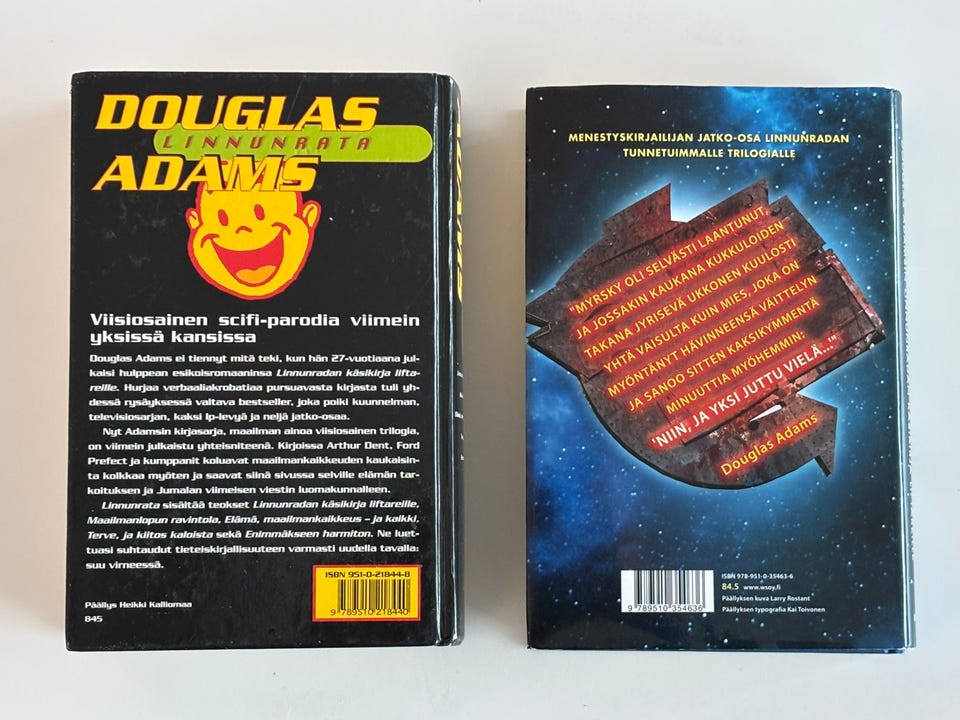 DOUGLAS
LINNUNRATA
ADAMS
Viisiosainen scifi-parodia viimein
yksissä kansissa
Douglas Adams ei tiennyt mitä teki, kun hän 27-vuotiaana jul-
kaisi hulppean esikoisromaaninsa Linnunradan käsikirja lifta-
reille. Hurjaa verbaaliakrobatiaa pursuavasta kirjasta tuli yh-
dessä rysäyksessä valtava bestseller, joka poiki kuunnelman,
televisiosarjan, kaksi lp-levyä ja neljä jatko-osaa.
Nyt Adamsin kirjasarja, maailman ainoa viisiosainen trilogia,
on viimein julkaistu yhteisniteenä. Kirjoissa Arthur Dent, Ford
Prefect ja kumppanit koluavat maailmankaikkeuden kaukaisin-
ta kolkkaa myöten ja saavat siinä sivussa selville elämän tar-
koituksen ja Jumalan viimeisen viestin luomakunnalleen.
Linnunrata sisältää teokset Linnunradan käsikirja liftareille,
Maailmanlopun ravintola, Elämä, maailmankaikkeus – ja kaikki,
Terve, ja kiitos kaloista sekä Enimmäkseen harmiton. Ne luet-
tuasi suhtaudut tieteiskirjallisuuteen varmasti uudella tavalla:
suu virneessä.
ISBN 951-0-21844-8
9 789510 218440
Päällys Heikki Kalliomaa
845
MENESTYSKIRJAILIJAN JATKO-OSA LINNUNRADAN
TUNNETUIMMALLE TRILOGIALLE
"MYRSKY OLI SELVÄSTI LAANTUNUT,
JA JOSSAKIN KAUKANA KUKKULOIDEN
TAKANA JYRISEVÄ UKKONEN KUULOSTI
YHTÄ VAISULTA KUIN MIES, JOKA ON
MYÖNTÄNYT HÄVINNEENSÄ VÄITTELYN
JA SANOO SITTEN KAKSIKYMMENTÄ
MINUUTTIA MYÖHEMMIN:
'NIIN, JA YKSI JUTTU VIELÄ...'"
Douglas Adams
ISBN 978-951-0-35463-6
84.5 www.wsoy.fi
Päällyksen kuva Larry Rostant
Päällyksen typografia Kai Toivonen
9 789510 354636